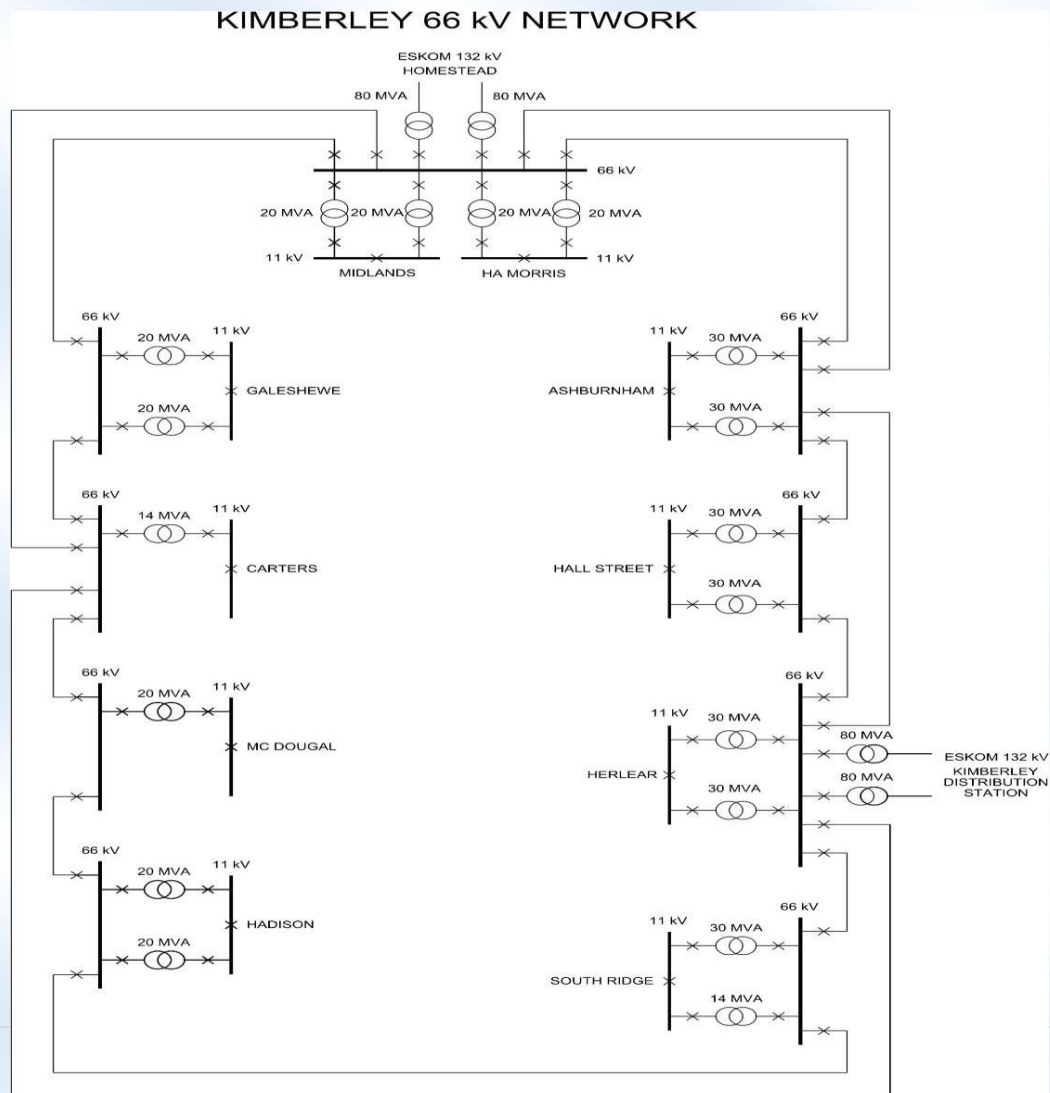 KIMBERLEY 66 kV NETWORK
ESKOM 132 kV
HOMESTEAD
80 MVA
80 MVA
66 kV
20 MVA
20 MVA
20 MVA
20 MVA
11 kV
11 kV
MIDLANDS
HA MORRIS
66 kV
20 MVA
11 kV
GALESHEWE
20 MVA
11 kV
30 MVA
66 kV
ASHBURNHAM
30 MVA
66 kV
14 MVA
11 kV
CARTERS
11 kV
30 MVA
66 kV
HALL STREET
30 MVA
66 kV
20 MVA
11 kV
MC DOUGAL
66 kV
11 kV
30 MVA
HERLEAR
30 MVA
80 MVA
80 MVA
ESKOM 132 kV
KIMBERLEY
DISTRIBUTION
STATION
66 kV
20 MVA
11 kV
HADISON
20 MVA
66 kV
11 kV
30 MVA
SOUTH RIDGE
14 MVA